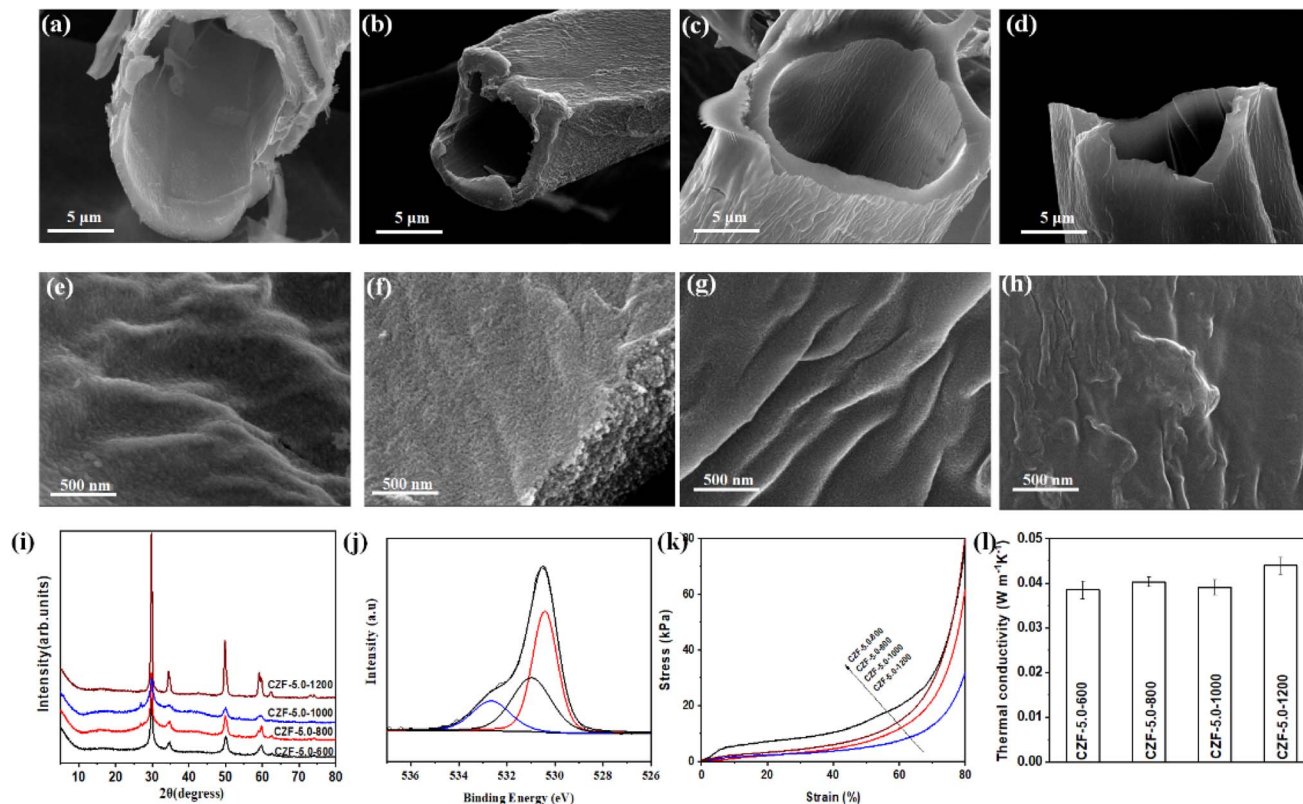 (a)
5 μm
(b)
5 μm
(c)
5 μm
(d)
5 μm
(e)
500 nm
(f)
500 nm
(g)
500 nm
(h)
500 nm
(i)
Intensity(arb.units)
CZF-5.0-1200
CZF-5.0-1000
CZF-5.0-800
CZF-5.0-600
10 20 30 40 50 60 70 80
2θ(degress)
(j)
Intensity (a.u)
536 534 532 530 528 526
Binding Energy (eV)
(k)
Stress (kPa)
80
60
40
20
0
CZF-5.0-600
CZF-5.0-800
CZF-5.0-1000
CZF-5.0-1200
0 20 40 60 80
Strain (%)
(l)
Thermal conductivity (W m⁻¹K⁻¹)
0.05
0.04
0.03
0.02
0.01
0.00
CZF-5.0-600
CZF-5.0-800
CZF-5.0-1000
CZF-5.0-1200